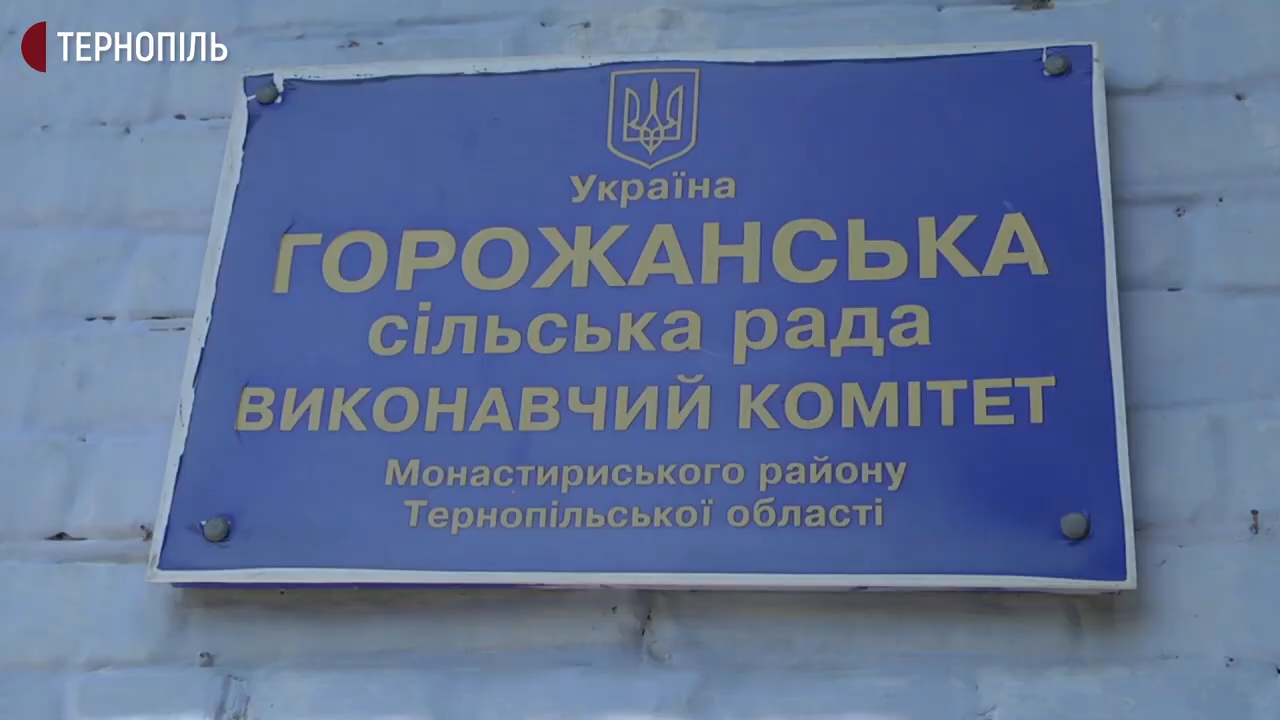 ТЕРНОПІЛЬ
Україна
ГОРОЖАНСЬКА
сільська рада
ВИКОНАВЧИЙ КОМІТЕТ
Монастириського району
Тернопільської області